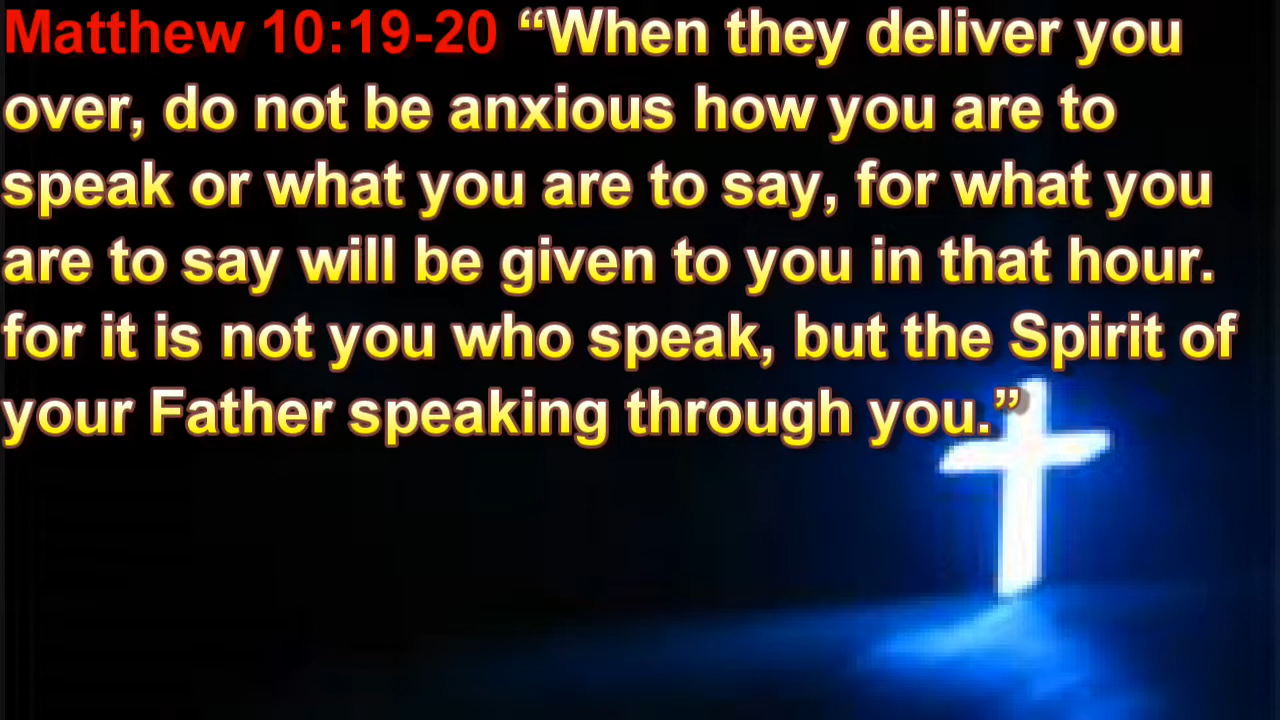 Matthew 10:19-20 “When they deliver you
over, do not be anxious how you are to
speak or what you are to say, for what you
are to say will be given to you in that hour.
for it is not you who speak, but the Spirit of
your Father speaking through you.”